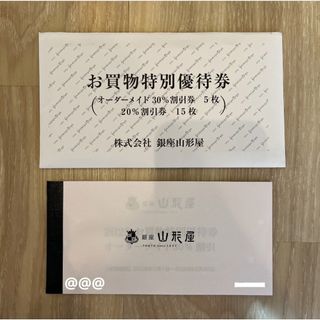 お買物特別優待券
(オーダーメイド30%割引券 5枚
20%割引券 15枚)
株式会社 銀座山形屋
銀座 山形屋
@@@